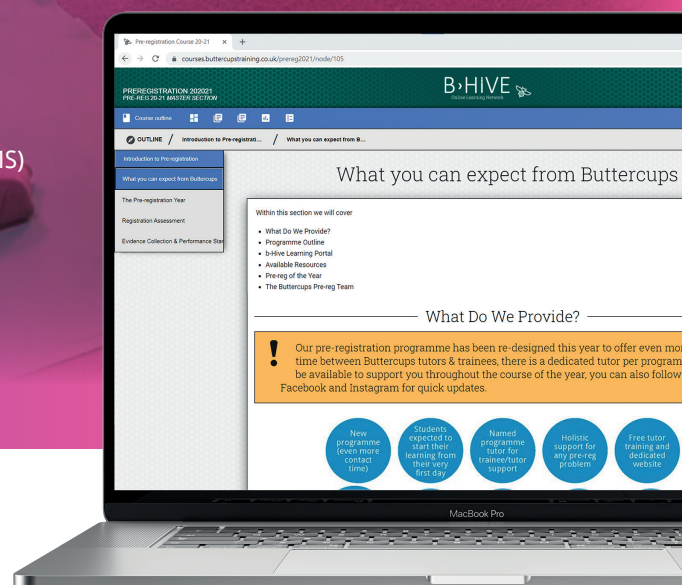 Pre-registration Course 20-21
courses.buttercupstraining.co.uk/prereg2021/node/105
PREREGISTRATION 202021
PRE-REG 20-21 MASTER SECTION
B›HIVE
Online Learning Network
Course outline
OUTLINE / Introduction to Pre-registrati... / What you can expect from B...
IS)
Introduction to Pre-registration
What you can expect from Buttercups
The Pre-registration Year
Registration Assessment
Evidence Collection & Performance Star
What you can expect from Buttercups
Within this section we will cover
• What Do We Provide?
• Programme Outline
• b-Hive Learning Portal
• Available Resources
• Pre-reg of the Year
• The Buttercups Pre-reg Team
What Do We Provide?
! Our pre-registration programme has been re-designed this year to offer even mor
time between Buttercups tutors & trainees, there is a dedicated tutor per program
be available to support you throughout the course of the year, you can also follow
Facebook and Instagram for quick updates.
New
programme
(even more
contact
time)
Students
expected to
start their
learning from
their very
first day
Named
programme
tutor for
trainee/tutor
support
Holistic
support for
any pre-reg
problem
Free tutor
training and
dedicated
website
MacBook Pro